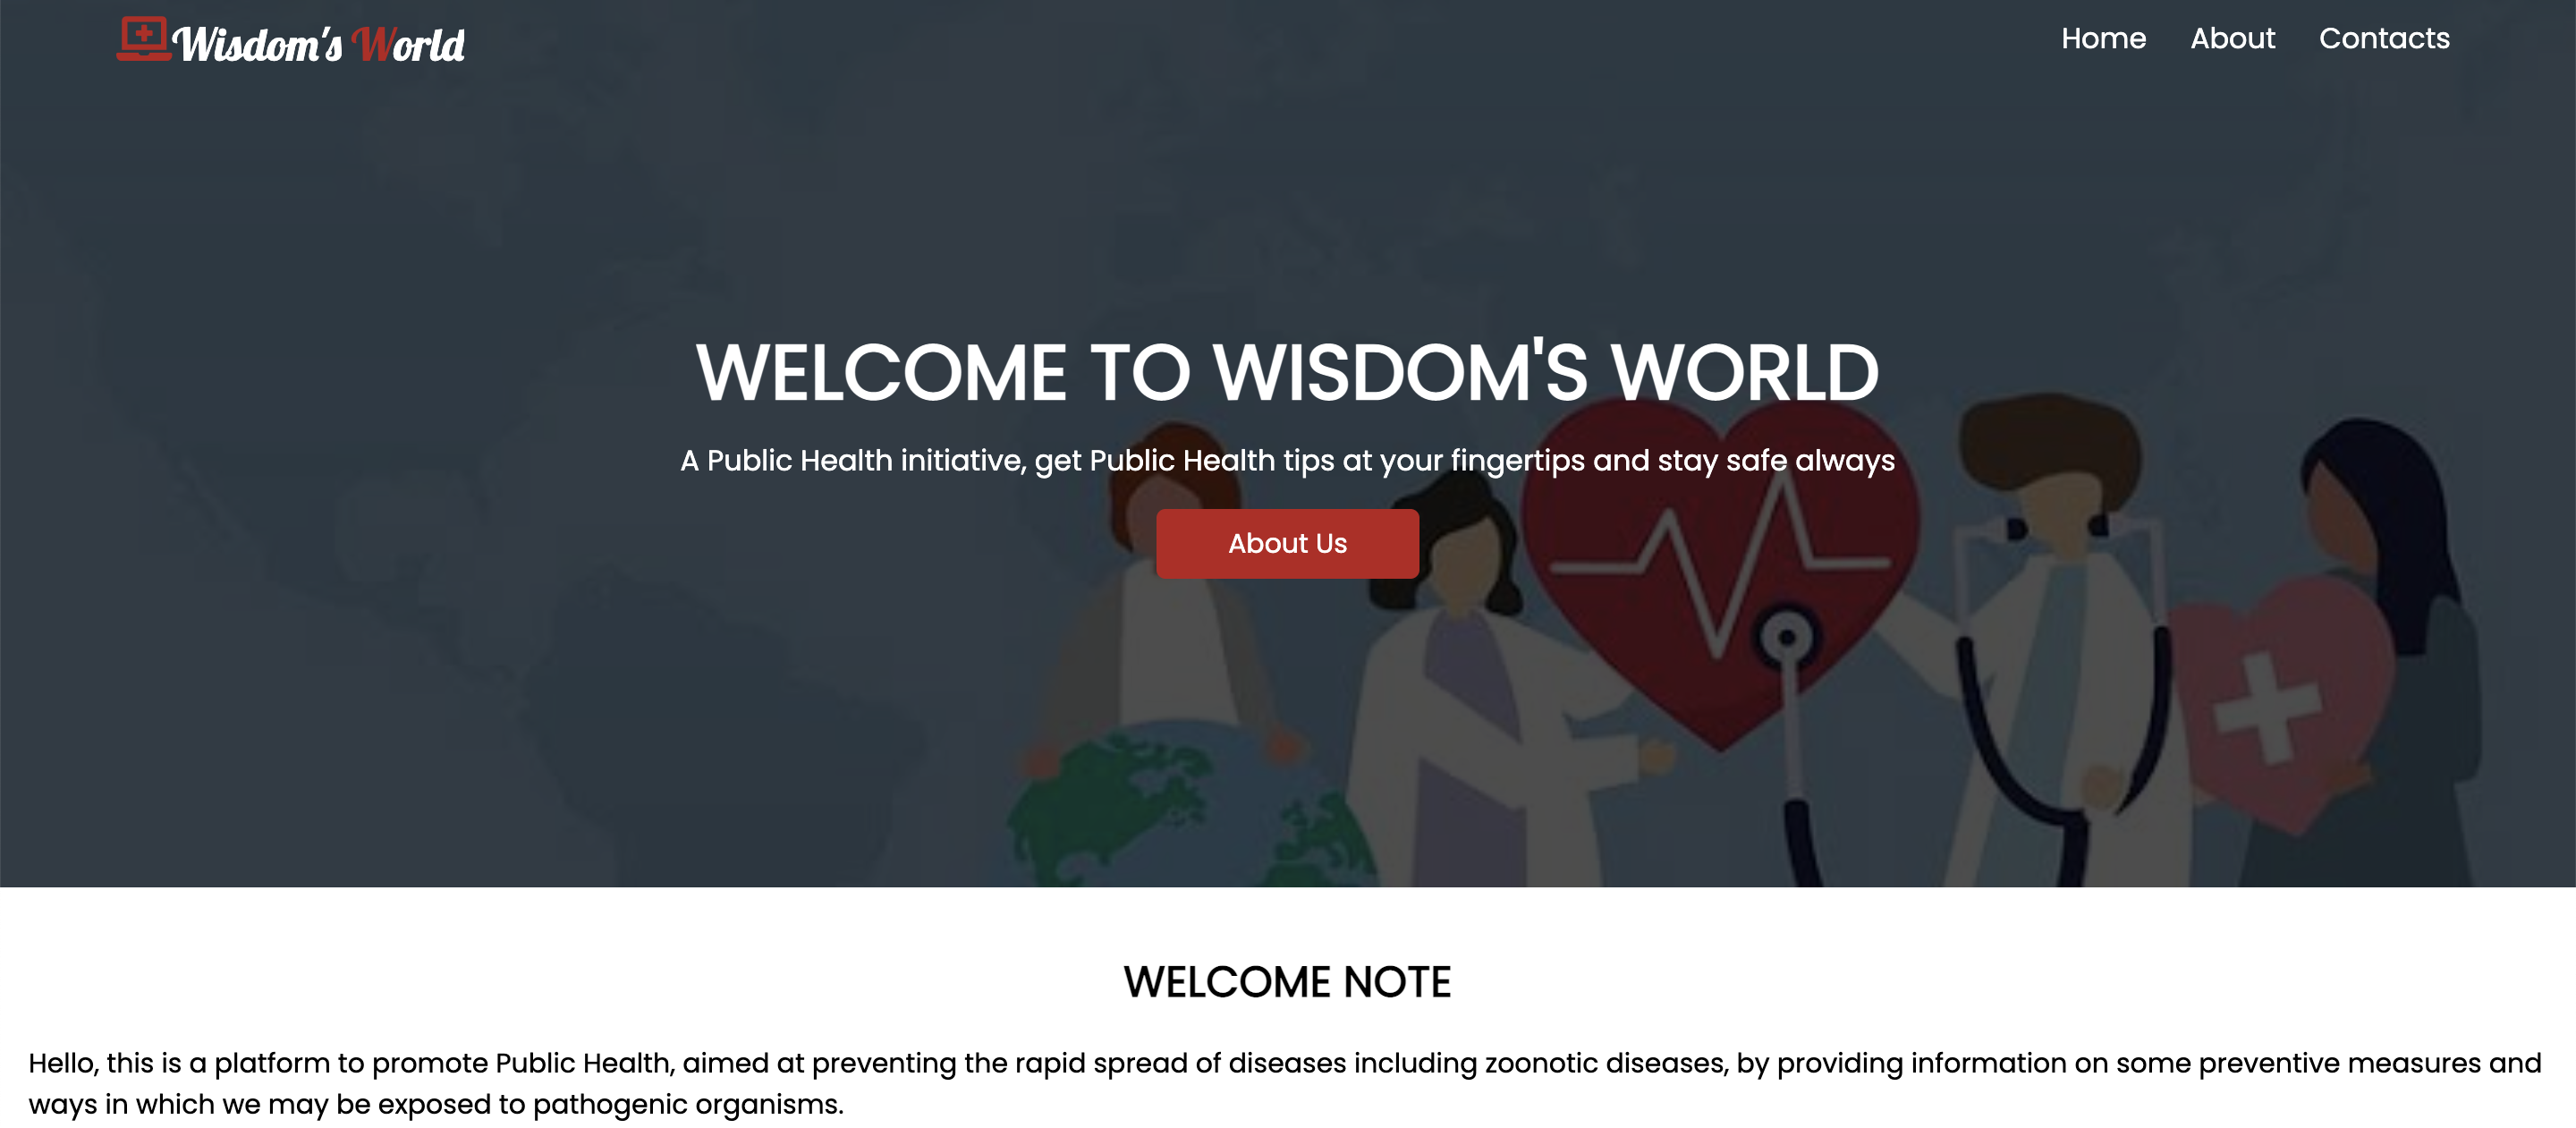 Wisdom's World
Home About Contacts
WELCOME TO WISDOM'S WORLD
A Public Health initiative, get Public Health tips at your fingertips and stay safe always
About Us
WELCOME NOTE
Hello, this is a platform to promote Public Health, aimed at preventing the rapid spread of diseases including zoonotic diseases, by providing information on some preventive measures and
ways in which we may be exposed to pathogenic organisms.